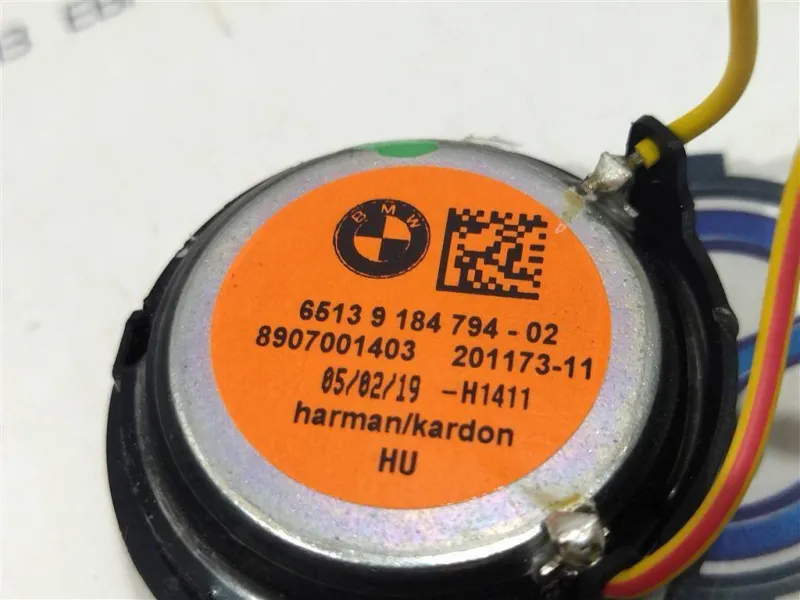 BMW
6513 9 184 794 - 02
8907001403 201173-11
05/02/19 -H1411
harman/kardon
HU